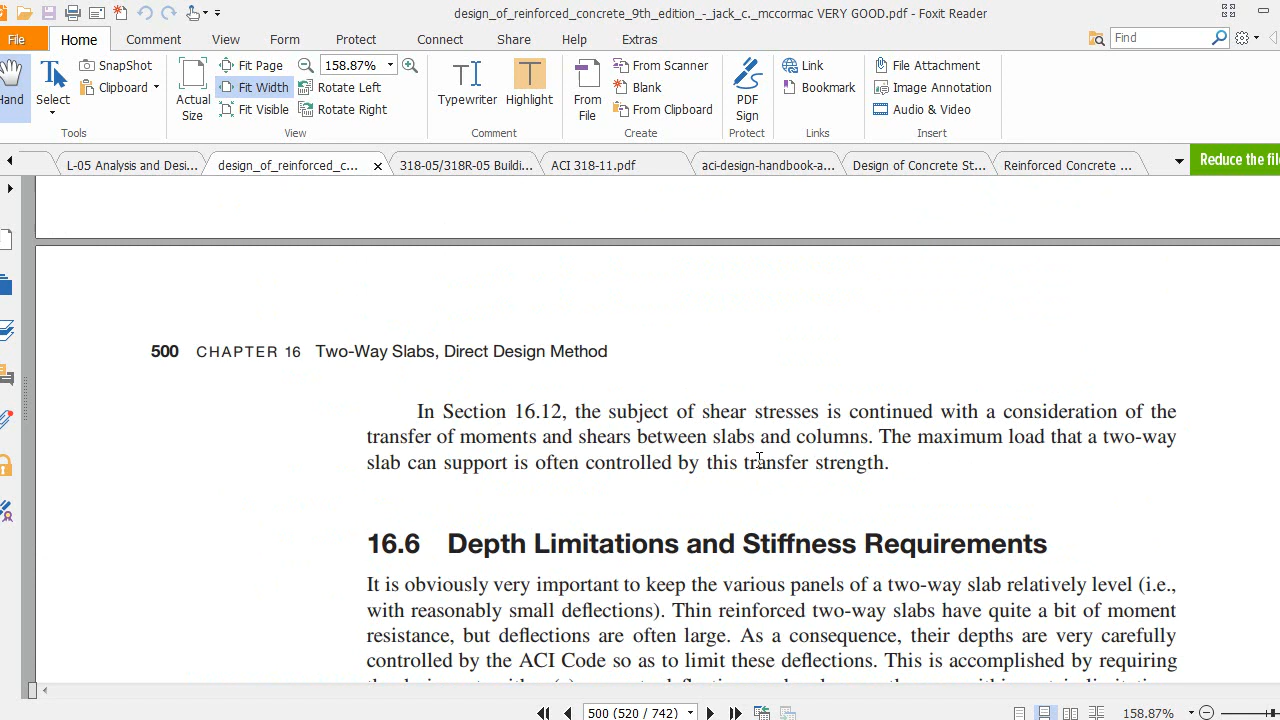 design_of_reinforced_concrete_9th_edition_-_jack_c._mccormac VERY GOOD.pdf - Foxit Reader
File Home Comment View Form Protect Connect Share Help Extras Find
Hand
Select
SnapShot
Clipboard
Tools
Actual Size
Fit Page
Fit Width
Fit Visible
158.87%
Rotate Left
Rotate Right
View
Typewriter
Highlight
Comment
From File
From Scanner
Blank
From Clipboard
Create
PDF Sign
Protect
Link
Bookmark
Links
File Attachment
Image Annotation
Audio & Video
Insert
L-05 Analysis and Desi... design_of_reinforced_c... 318-05/318R-05 Buildi... ACI 318-11.pdf aci-design-handbook-a... Design of Concrete St... Reinforced Concrete ... Reduce the fil
500 CHAPTER 16 Two-Way Slabs, Direct Design Method
In Section 16.12, the subject of shear stresses is continued with a consideration of the
transfer of moments and shears between slabs and columns. The maximum load that a two-way
slab can support is often controlled by this transfer strength.
16.6 Depth Limitations and Stiffness Requirements
It is obviously very important to keep the various panels of a two-way slab relatively level (i.e.,
with reasonably small deflections). Thin reinforced two-way slabs have quite a bit of moment
resistance, but deflections are often large. As a consequence, their depths are very carefully
controlled by the ACI Code so as to limit these deflections. This is accomplished by requiring
500 (520 / 742) 158.87%